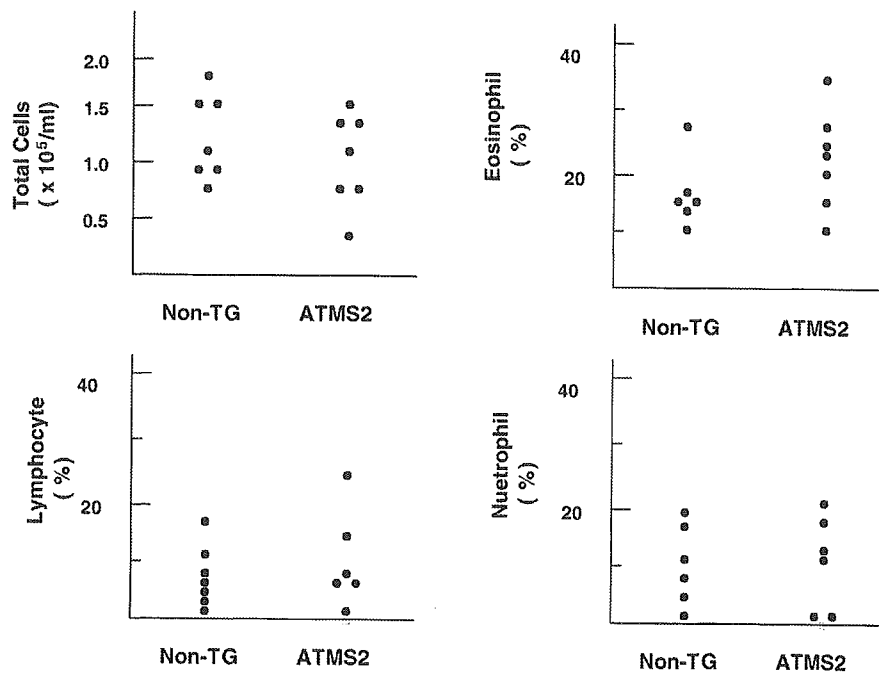 Total Cells
( x 10⁵/ml)
2.0
1.5
1.0
0.5
Non-TG ATMS2
Eosinophil
( %)
40
20
Non-TG ATMS2
Lymphocyte
( %)
40
20
Non-TG ATMS2
Nuetrophil
( %)
40
20
Non-TG ATMS2